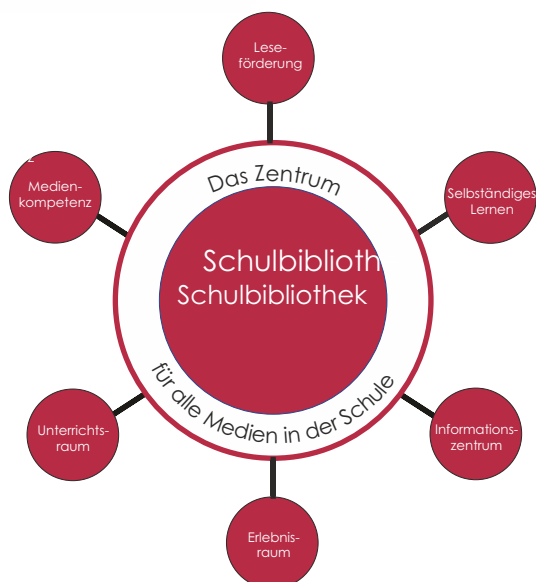 Lese-
förderung
z
Medien-
kompetenz
Selbständiges
Lernen
Das Zentrum
Schulbiblioth
Schulbibliothek
für alle Medien in der Schule
Unterrichts-
raum
Informations-
zentrum
Erlebnis-
raum